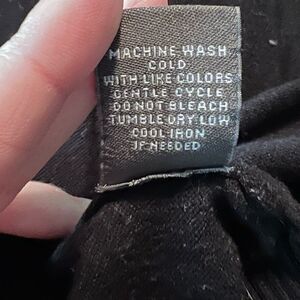 MACHINE WASH
COLD
WITH LIKE COLORS
GENTLE CYCLE
DO NOT BLEACH
TUMBLE DRY LOW
COOL IRON
IF NEEDED